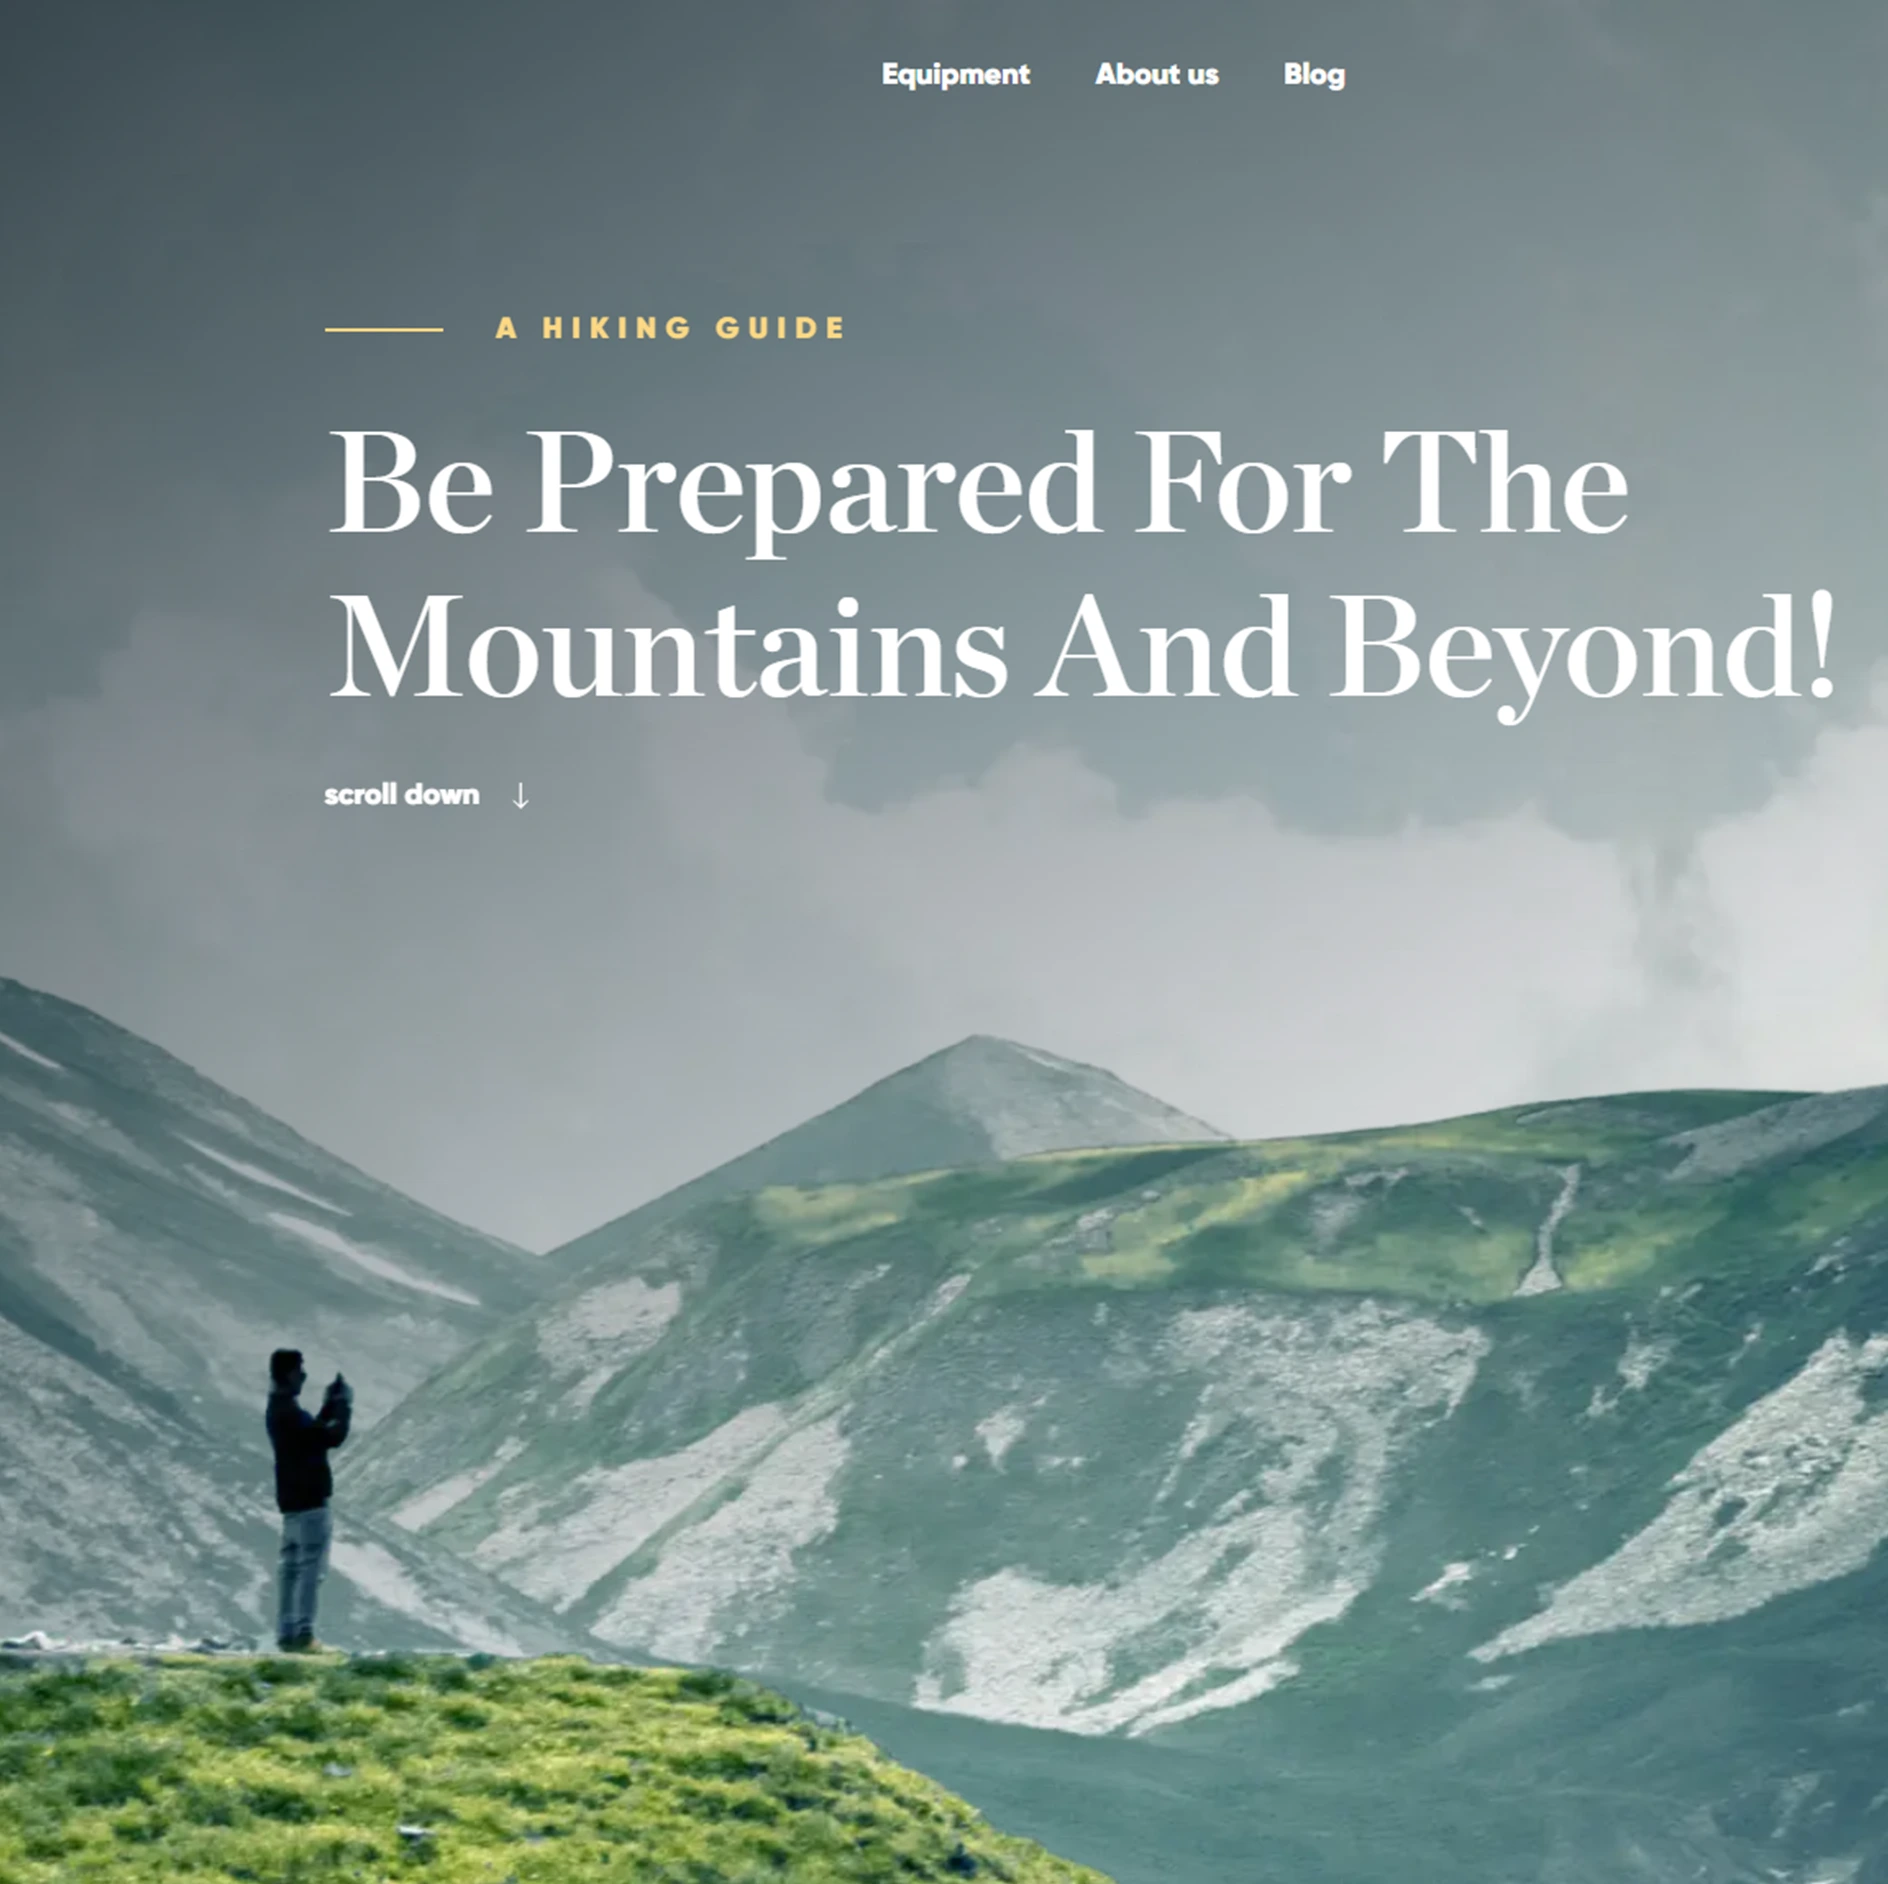 Equipment About us Blog
A HIKING GUIDE
Be Prepared For The
Mountains And Beyond!
scroll down ↓